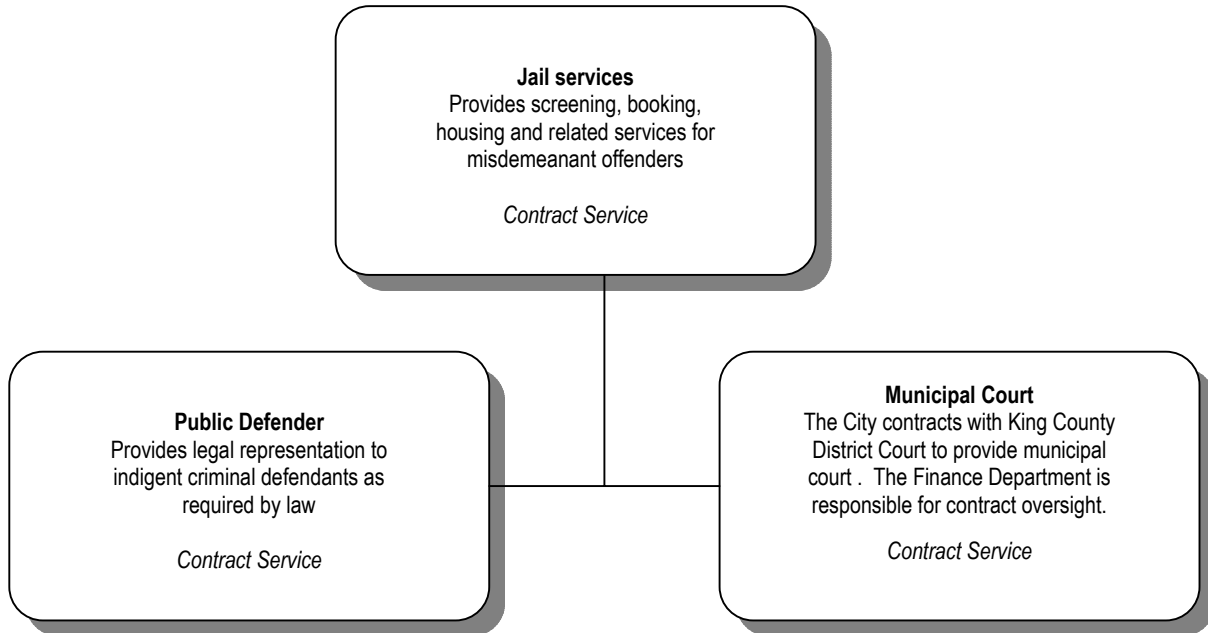 Jail services
Provides screening, booking,
housing and related services for
misdemeanant offenders
Contract Service
Public Defender
Provides legal representation to
indigent criminal defendants as
required by law
Contract Service
Municipal Court
The City contracts with King County
District Court to provide municipal
court .  The Finance Department is
responsible for contract oversight.
Contract Service